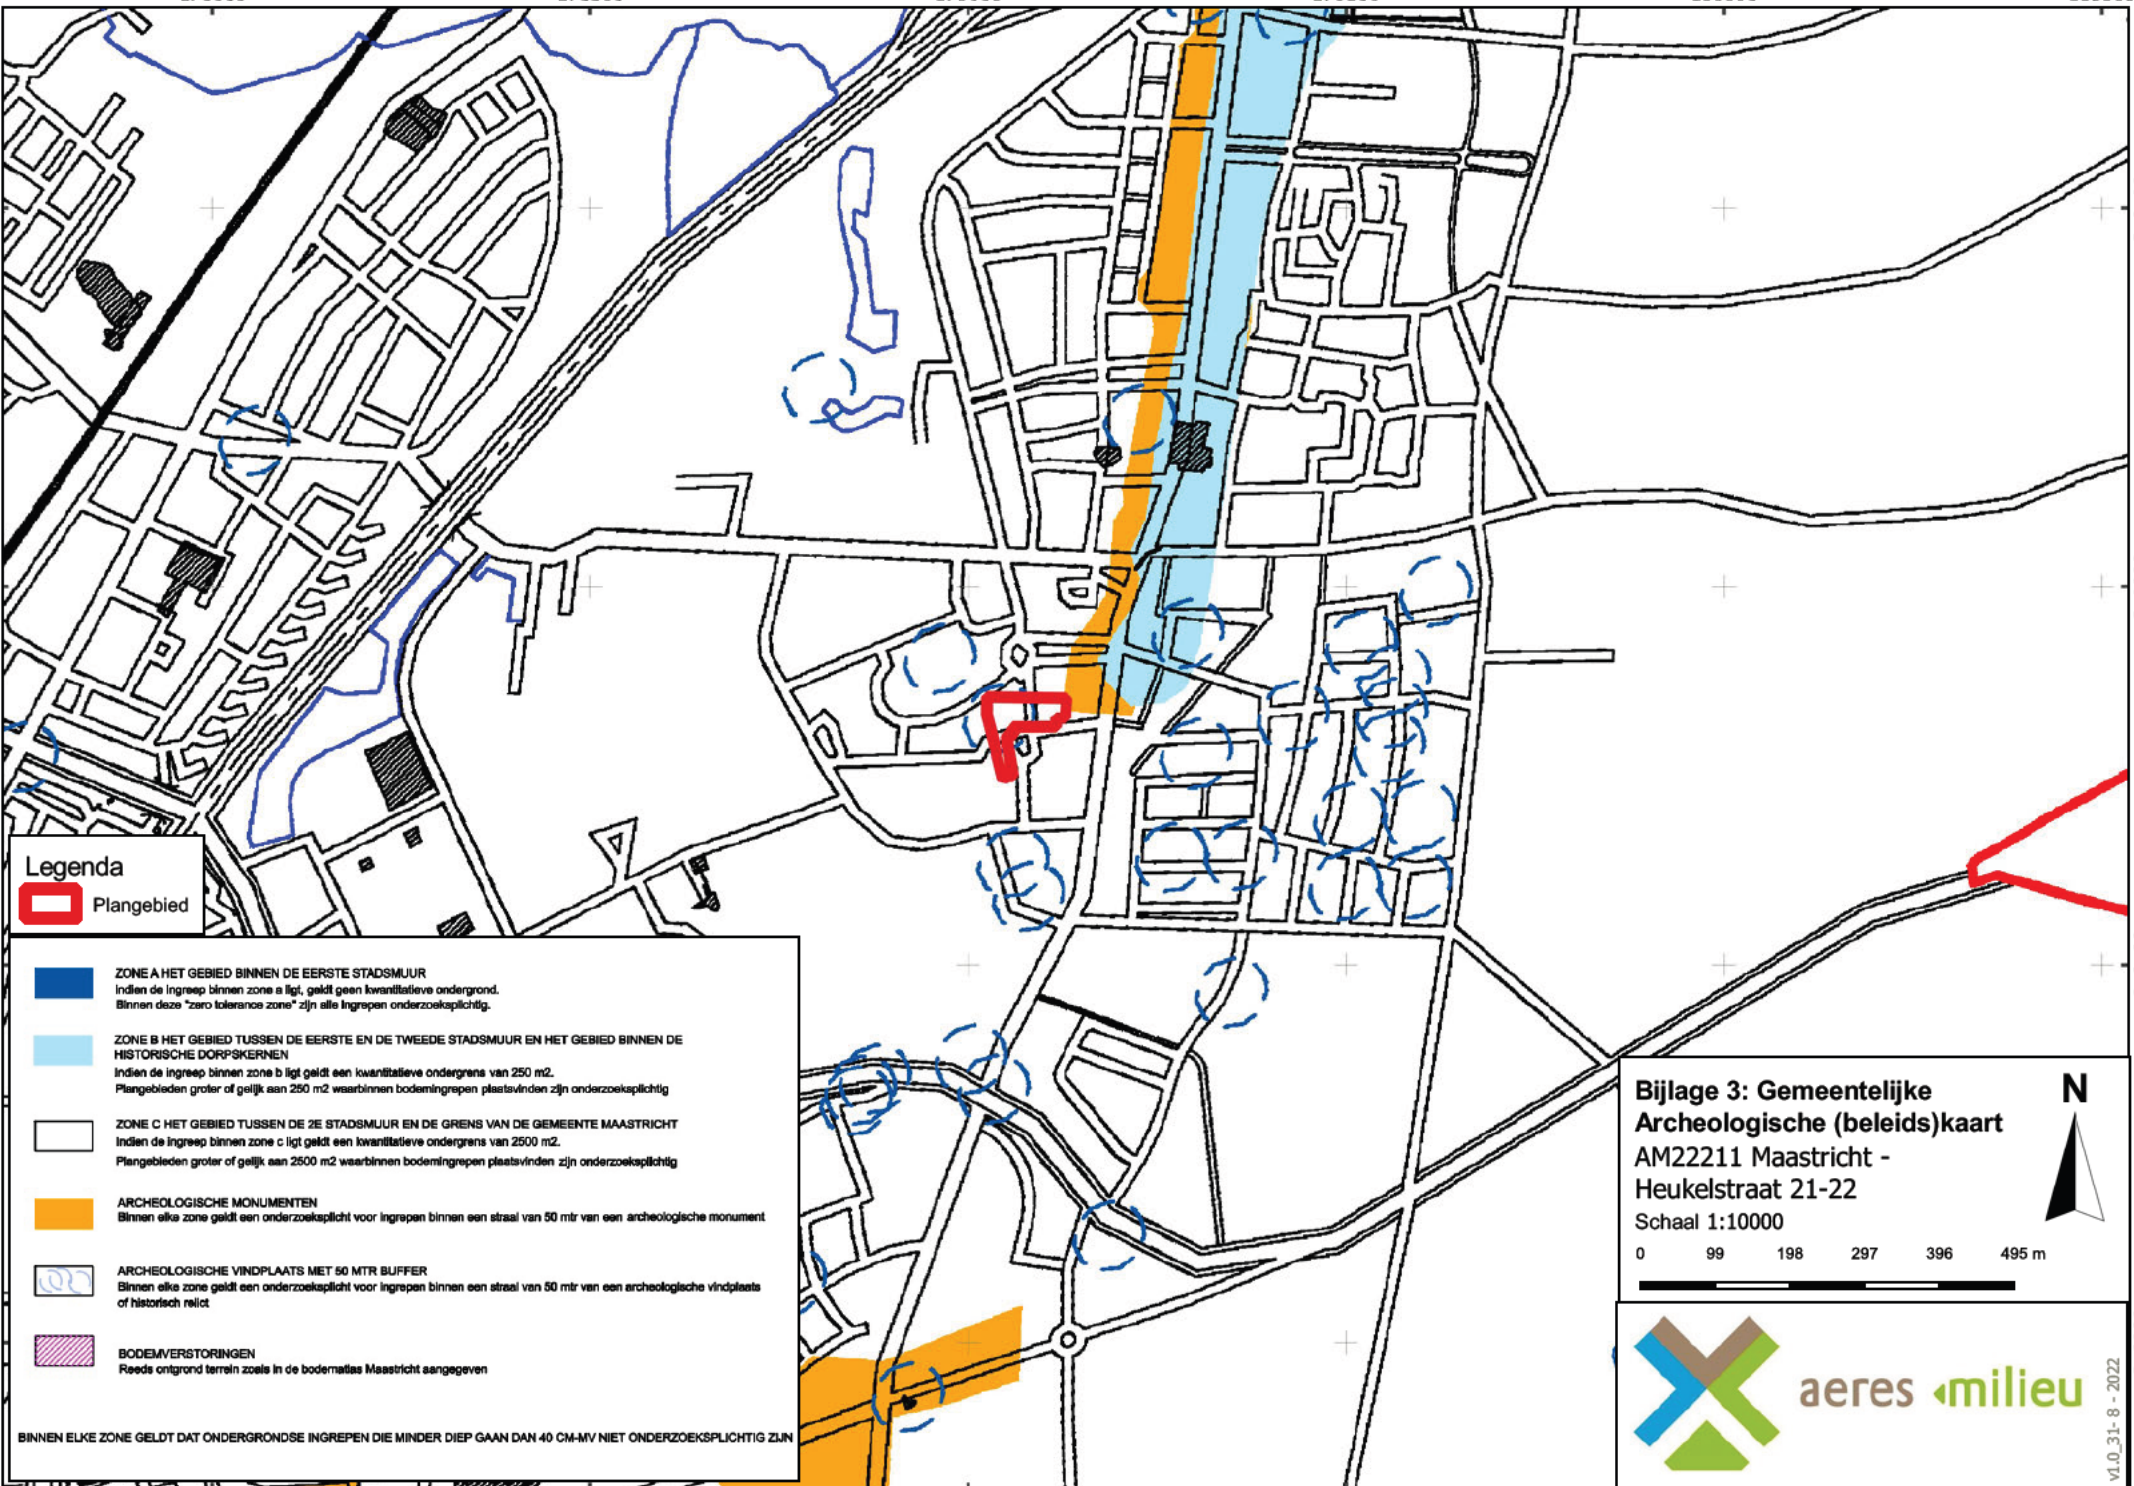 Legenda
Plangebied
ZONE A HET GEBIED BINNEN DE EERSTE STADSMUUR
Indien de ingreep binnen zone a ligt, geldt geen kwantitatieve ondergrond.
Binnen deze "zero tolerance zone" zijn alle ingrepen onderzoeksplichtig.
ZONE B HET GEBIED TUSSEN DE EERSTE EN DE TWEEDE STADSMUUR EN HET GEBIED BINNEN DE
HISTORISCHE DORPSKERNEN
Indien de ingreep binnen zone b ligt geldt een kwantitatieve ondergrens van 250 m2.
Plangebieden groter of gelijk aan 250 m2 waarbinnen bodemingrepen plaatsvinden zijn onderzoeksplichtig
ZONE C HET GEBIED TUSSEN DE 2E STADSMUUR EN DE GRENS VAN DE GEMEENTE MAASTRICHT
Indien de ingreep binnen zone c ligt geldt een kwantitatieve ondergrens van 2500 m2.
Plangebieden groter of gelijk aan 2500 m2 waarbinnen bodemingrepen plaatsvinden zijn onderzoeksplichtig
ARCHEOLOGISCHE MONUMENTEN
Binnen elke zone geldt een onderzoeksplicht voor ingrepen binnen een straal van 50 mtr van een archeologische monument
ARCHEOLOGISCHE VINDPLAATS MET 50 MTR BUFFER
Binnen elke zone geldt een onderzoeksplicht voor ingrepen binnen een straal van 50 mtr van een archeologische vindplaats
of historisch relict
BODEMVERSTORINGEN
Reeds ontgrond terrein zoals in de bodematlas Maastricht aangegeven
BINNEN ELKE ZONE GELDT DAT ONDERGRONDSE INGREPEN DIE MINDER DIEP GAAN DAN 40 CM-MV NIET ONDERZOEKSPLICHTIG ZIJN
Bijlage 3: Gemeentelijke
Archeologische (beleids)kaart
AM22211 Maastricht -
Heukelstraat 21-22
Schaal 1:10000
N
0 99 198 297 396 495 m
aeres milieu
v1.0_31- 8 - 2022